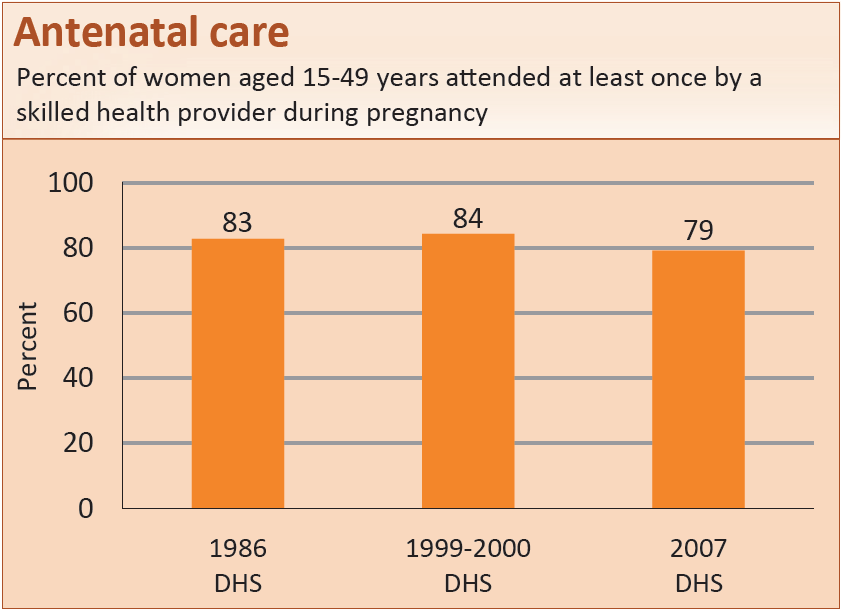 Antenatal care
Percent of women aged 15-49 years attended at least once by a
skilled health provider during pregnancy
Percent
100
80
60
40
20
0
83
84
79
1986
DHS
1999-2000
DHS
2007
DHS